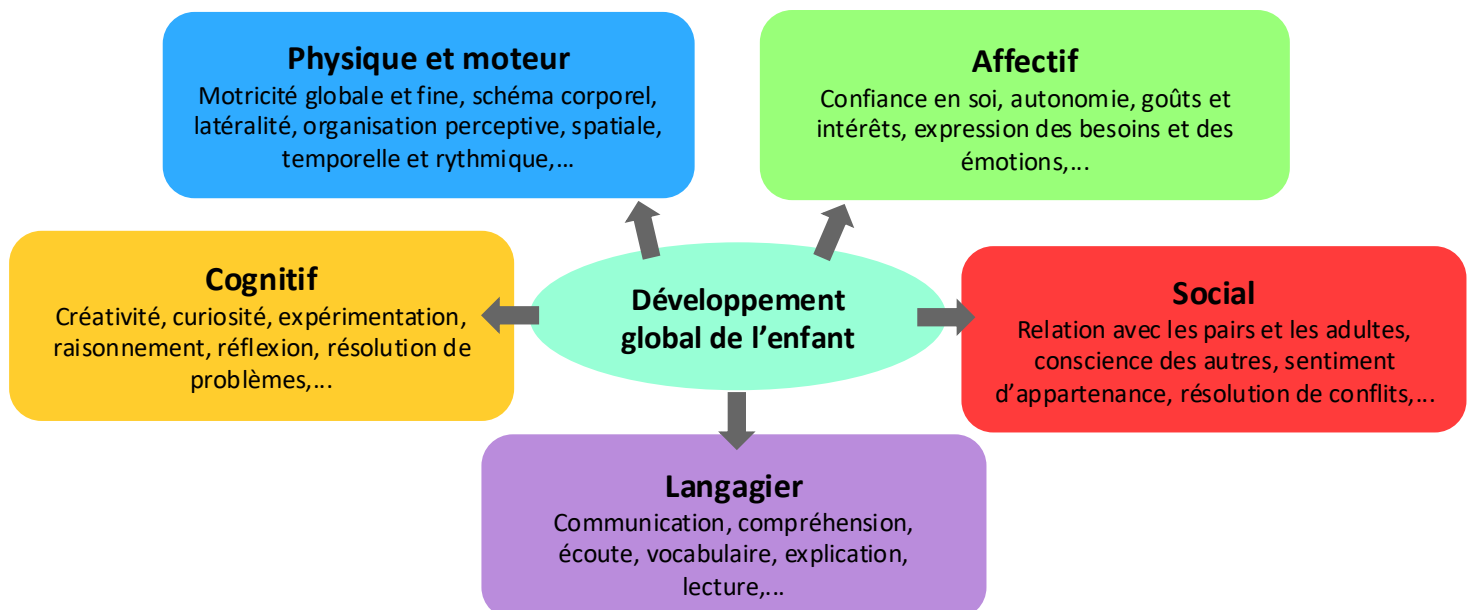 Physique et moteur
Motricité globale et fine, schéma corporel,
latéralité, organisation perceptive, spatiale,
temporelle et rythmique,...
Affectif
Confiance en soi, autonomie, goûts et
intérêts, expression des besoins et des
émotions,...
Cognitif
Créativité, curiosité, expérimentation,
raisonnement, réflexion, résolution de
problèmes,...
Développement
global de l’enfant
Social
Relation avec les pairs et les adultes,
conscience des autres, sentiment
d’appartenance, résolution de conflits,...
Langagier
Communication, compréhension,
écoute, vocabulaire, explication,
lecture,...